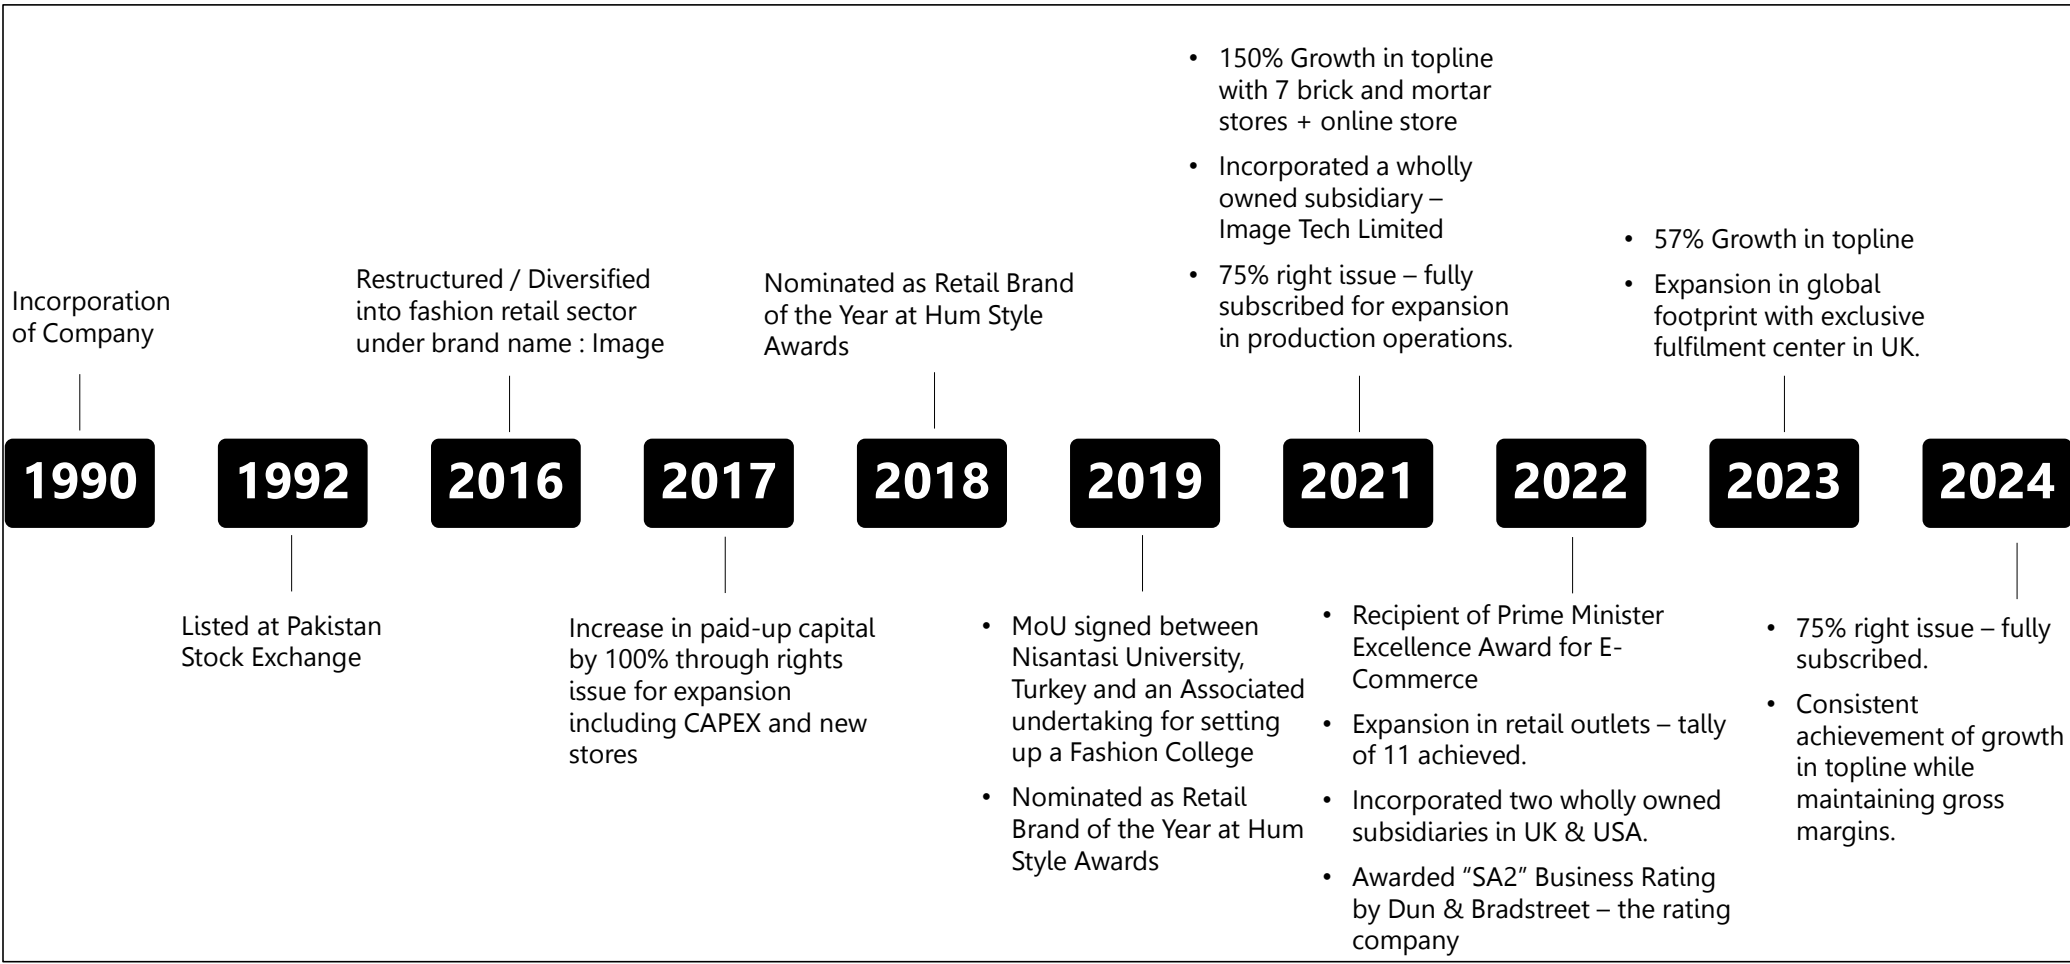 Incorporation
of Company
1990
1992
Listed at Pakistan
Stock Exchange
Restructured / Diversified
into fashion retail sector
under brand name : Image
2016
2017
Increase in paid-up capital
by 100% through rights
issue for expansion
including CAPEX and new
stores
Nominated as Retail Brand
of the Year at Hum Style
Awards
2018
2019
• MoU signed between
Nisantasi University,
Turkey and an Associated
undertaking for setting
up a Fashion College
• Nominated as Retail
Brand of the Year at Hum
Style Awards
• 150% Growth in topline
with 7 brick and mortar
stores + online store
• Incorporated a wholly
owned subsidiary –
Image Tech Limited
• 75% right issue – fully
subscribed for expansion
in production operations.
2021
2022
• Recipient of Prime Minister
Excellence Award for E-
Commerce
• Expansion in retail outlets – tally
of 11 achieved.
• Incorporated two wholly owned
subsidiaries in UK & USA.
• Awarded “SA2” Business Rating
by Dun & Bradstreet – the rating
company
• 57% Growth in topline
• Expansion in global
footprint with exclusive
fulfilment center in UK.
2023
2024
• 75% right issue – fully
subscribed.
• Consistent
achievement of growth
in topline while
maintaining gross
margins.